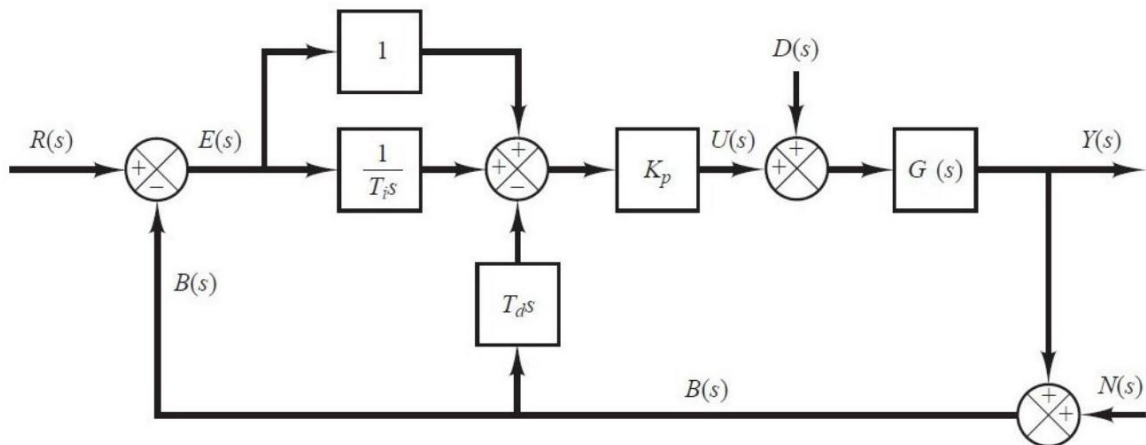 1
D(s)
R(s)
E(s)
U(s)
Y(s)
+
−
1
T_i s
+
+
−
K_p
+
+
G (s)
B(s)
T_d s
B(s)
N(s)
+
+